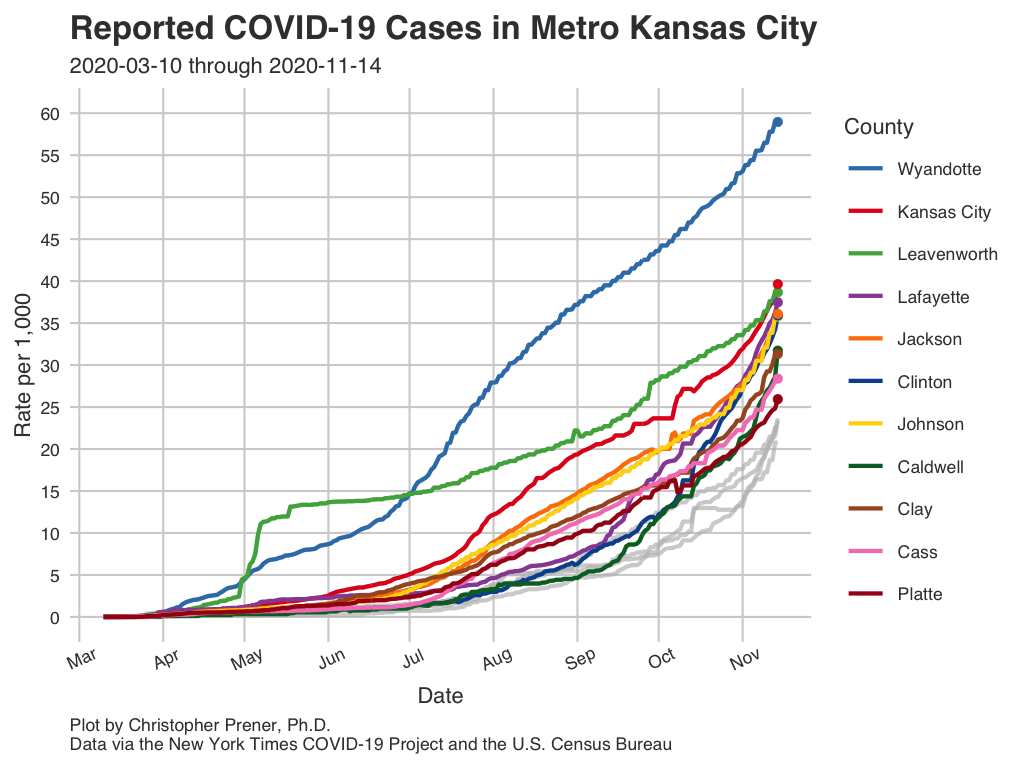 Reported COVID-19 Cases in Metro Kansas City
2020-03-10 through 2020-11-14
60
55
50
45
40
35
30
25
20
15
10
5
0
Rate per 1,000
Mar
Apr
May
Jun
Jul
Aug
Sep
Oct
Nov
Date
County
Wyandotte
Kansas City
Leavenworth
Lafayette
Jackson
Clinton
Johnson
Caldwell
Clay
Cass
Platte
Plot by Christopher Prener, Ph.D.
Data via the New York Times COVID-19 Project and the U.S. Census Bureau